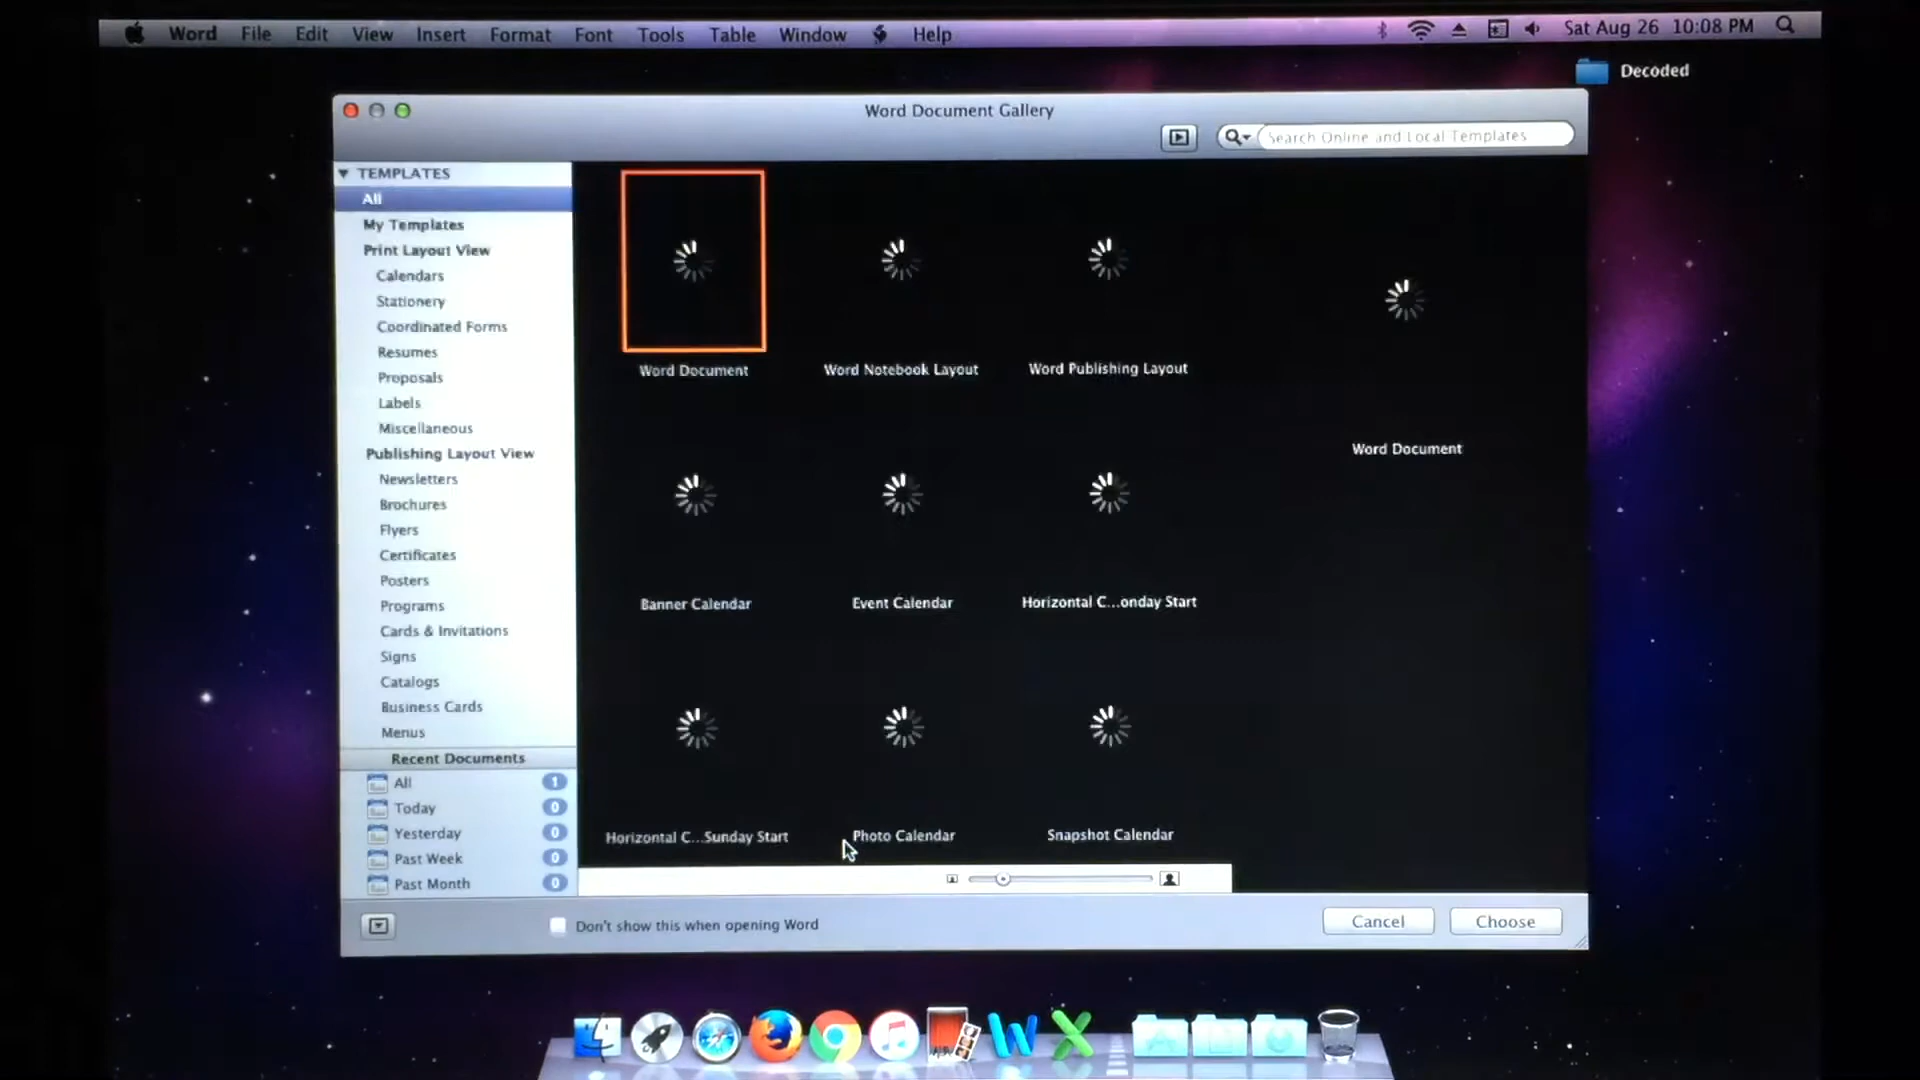 Word File Edit View Insert Format Font Tools Table Window Help Sat Aug 26 10:08 PM
Decoded
Word Document Gallery
Search Online and Local Templates
TEMPLATES
All
My Templates
Print Layout View
Calendars
Stationery
Coordinated Forms
Resumes
Proposals
Labels
Miscellaneous
Publishing Layout View
Newsletters
Brochures
Flyers
Certificates
Posters
Programs
Cards & Invitations
Signs
Catalogs
Business Cards
Menus
Recent Documents
All 1
Today 0
Yesterday 0
Past Week 0
Past Month 0
Word Document Word Notebook Layout Word Publishing Layout
Word Document
Banner Calendar Event Calendar Horizontal C...onday Start
Horizontal C...Sunday Start Photo Calendar Snapshot Calendar
Don't show this when opening Word
Cancel Choose